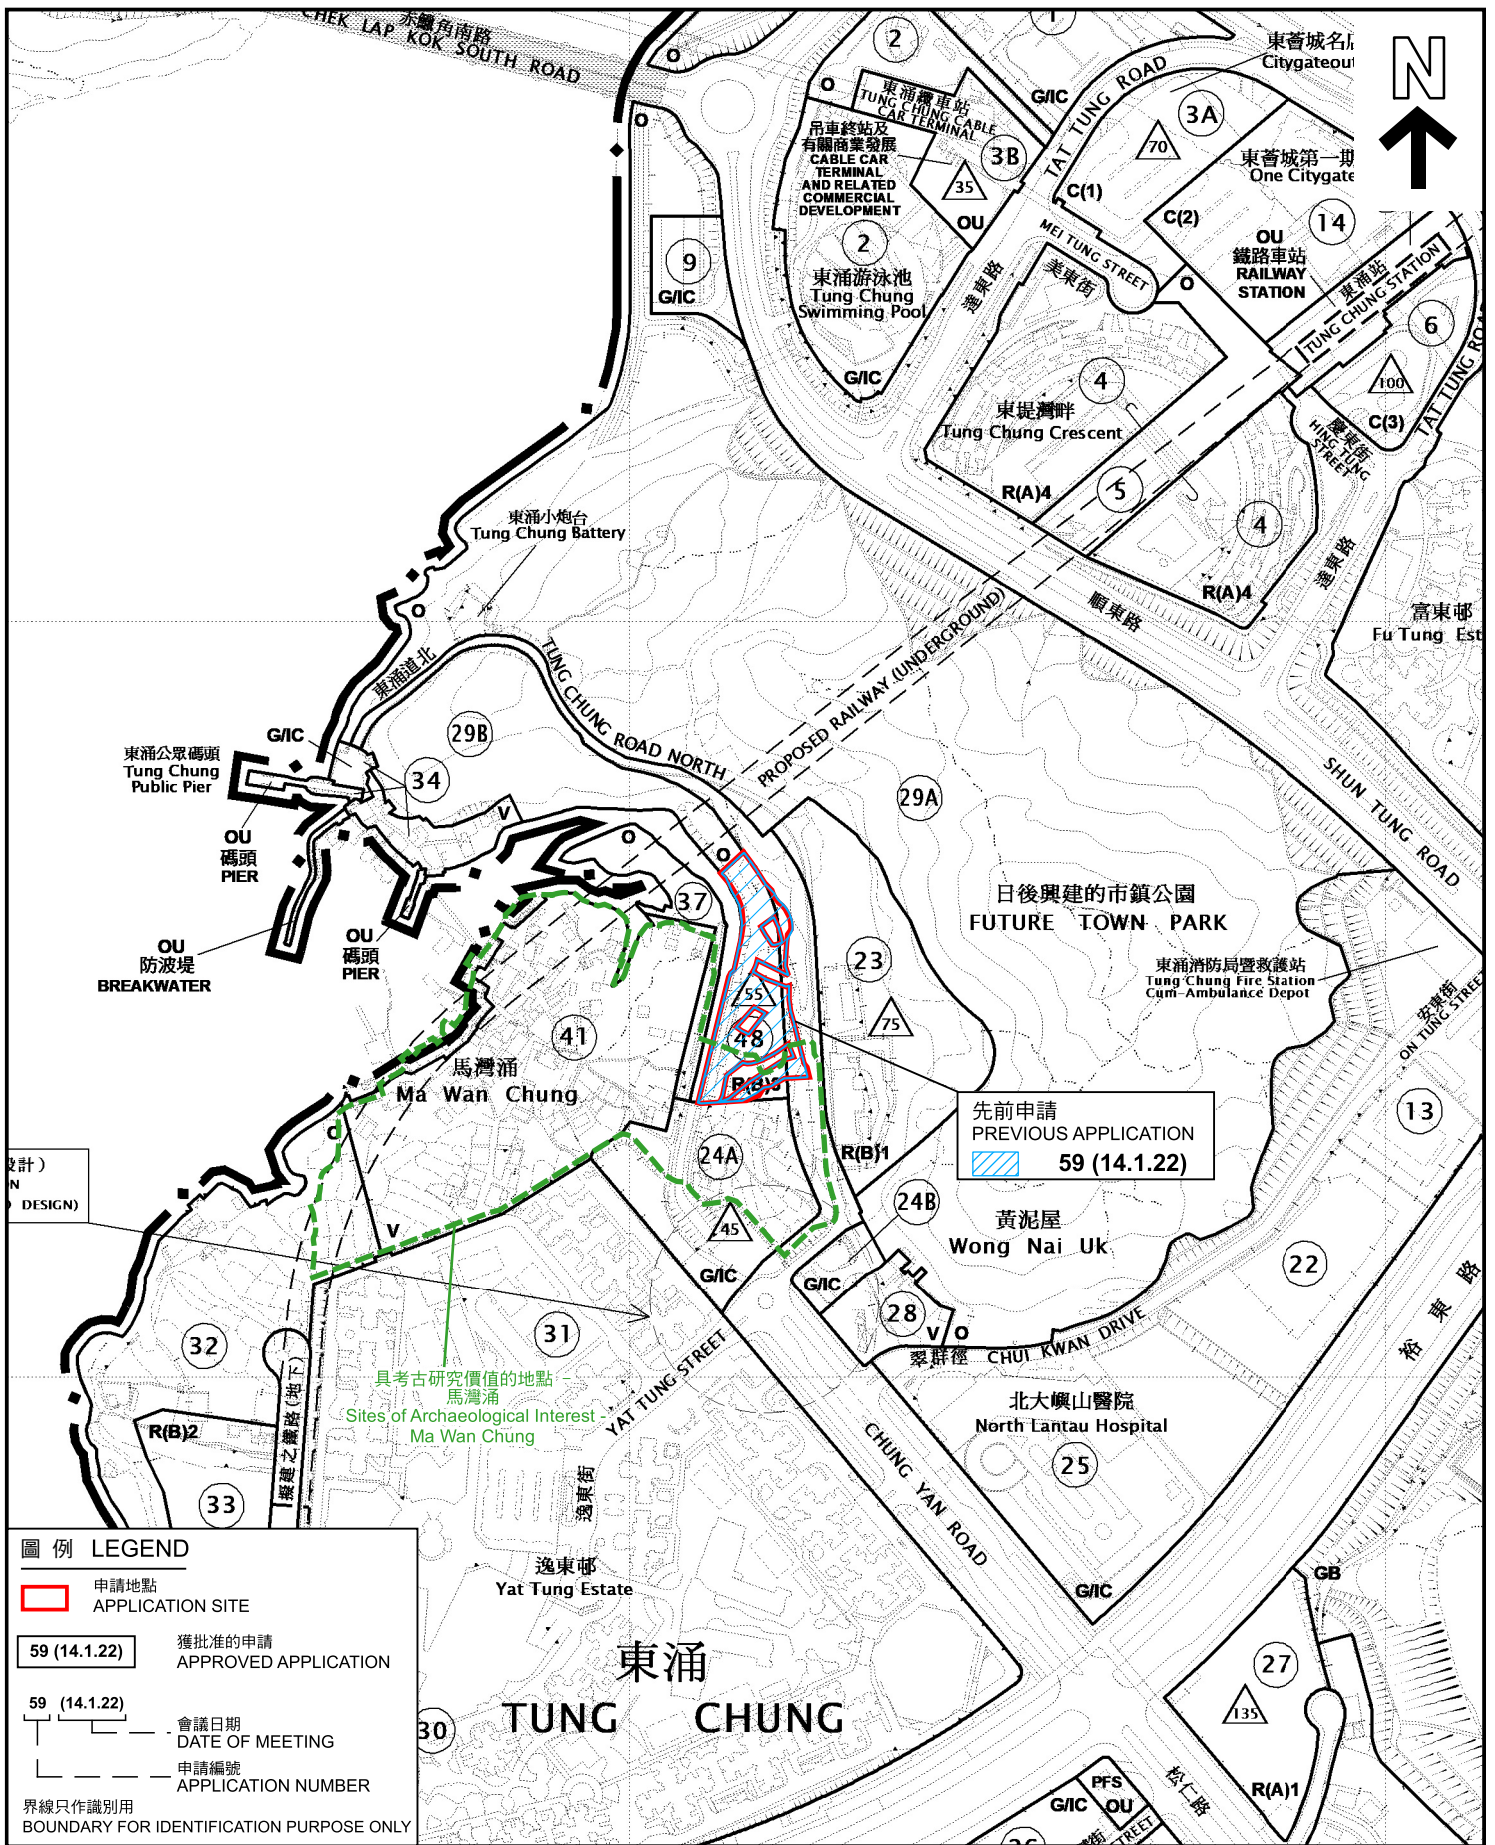 赤鱲角南路
CHEK LAP KOK SOUTH ROAD
O
2
1
東薈城名店
Citygateout
N
O
東涌纜車站
TUNG CHUNG CABLE
CAR TERMINAL
G/IC
TAT TUNG ROAD
3A
70
O
吊車終站及
有關商業發展
CABLE CAR
TERMINAL
AND RELATED
COMMERCIAL
DEVELOPMENT
3B
35
OU
東薈城第一期
One Citygate
C(1)
C(2)
14
MEI TUNG STREET
美東街
OU
鐵路車站
RAILWAY
STATION
東涌站
TUNG CHUNG STATION
9
G/IC
2
東涌游泳池
Tung Chung
Swimming Pool
G/IC
達東路
O
6
100
C(3)
TAT TUNG ROAD
4
東堤灣畔
Tung Chung Crescent
慶東街
HING TUNG
STREET
R(A)4
5
4
R(A)4
達東路
東涌小炮台
Tung Chung Battery
順東路
富東邨
Fu Tung Est
O
東涌道北
TUNG CHUNG ROAD NORTH
PROPOSED RAILWAY (UNDERGROUND)
29B
G/IC
東涌公眾碼頭
Tung Chung
Public Pier
34
29A
SHUN TUNG ROAD
V
O
O
OU
碼頭
PIER
37
日後興建的市鎮公園
FUTURE TOWN PARK
OU
防波堤
BREAKWATER
OU
碼頭
PIER
23
東涌消防局暨救護站
Tung Chung Fire Station
Cum-Ambulance Depot
安東街
ON TUNG STREET
55
75
41
48
馬灣涌
Ma Wan Chung
R(B)3
先前申請
PREVIOUS APPLICATION
59 (14.1.22)
13
O
設計）
N
DESIGN)
24A
R(B)1
24B
V
45
黃泥屋
Wong Nai Uk
G/IC
G/IC
22
28
V
O
31
32
翠群徑 CHUI KWAN DRIVE
裕東路
YAT TUNG STREET
具考古研究價值的地點 -
馬灣涌
Sites of Archaeological Interest -
Ma Wan Chung
北大嶼山醫院
North Lantau Hospital
R(B)2
擬建之鐵路(地下)
25
CHUNG YAN ROAD
33
逸東街
逸東邨
Yat Tung Estate
G/IC
GB
東涌
TUNG CHUNG
27
135
30
R(A)1
松仁路
PFS
G/IC
OU
STREET
街
26
圖例 LEGEND
申請地點
APPLICATION SITE
59 (14.1.22)
獲批准的申請
APPROVED APPLICATION
59 (14.1.22)
會議日期
DATE OF MEETING
申請編號
APPLICATION NUMBER
界線只作識別用
BOUNDARY FOR IDENTIFICATION PURPOSE ONLY